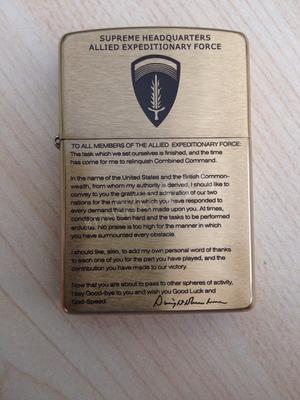 SUPREME HEADQUARTERS
ALLIED EXPEDITIONARY FORCE
TO ALL MEMBERS OF THE ALLIED EXPEDITIONARY FORCE:
The task which we set ourselves is finished, and the time
has come for me to relinquish Combined Command.
In the name of the United States and the British Common-
wealth, from whom my authority is derived, I should like to
convey to you the gratitude and admiration of our two
nations for the manner in which you have responded to
every demand that has been made upon you. At times,
conditions have been hard and the tasks to be performed
arduous. No praise is too high for the manner in which
you have surmounted every obstacle.
I should like, also, to add my own personal word of thanks
to each one of you for the part you have played, and the
contribution you have made to our victory.
Now that you are about to pass to other spheres of activity,
I say Good-bye to you and wish you Good Luck and
God-Speed.
Dwight D Eisenhower